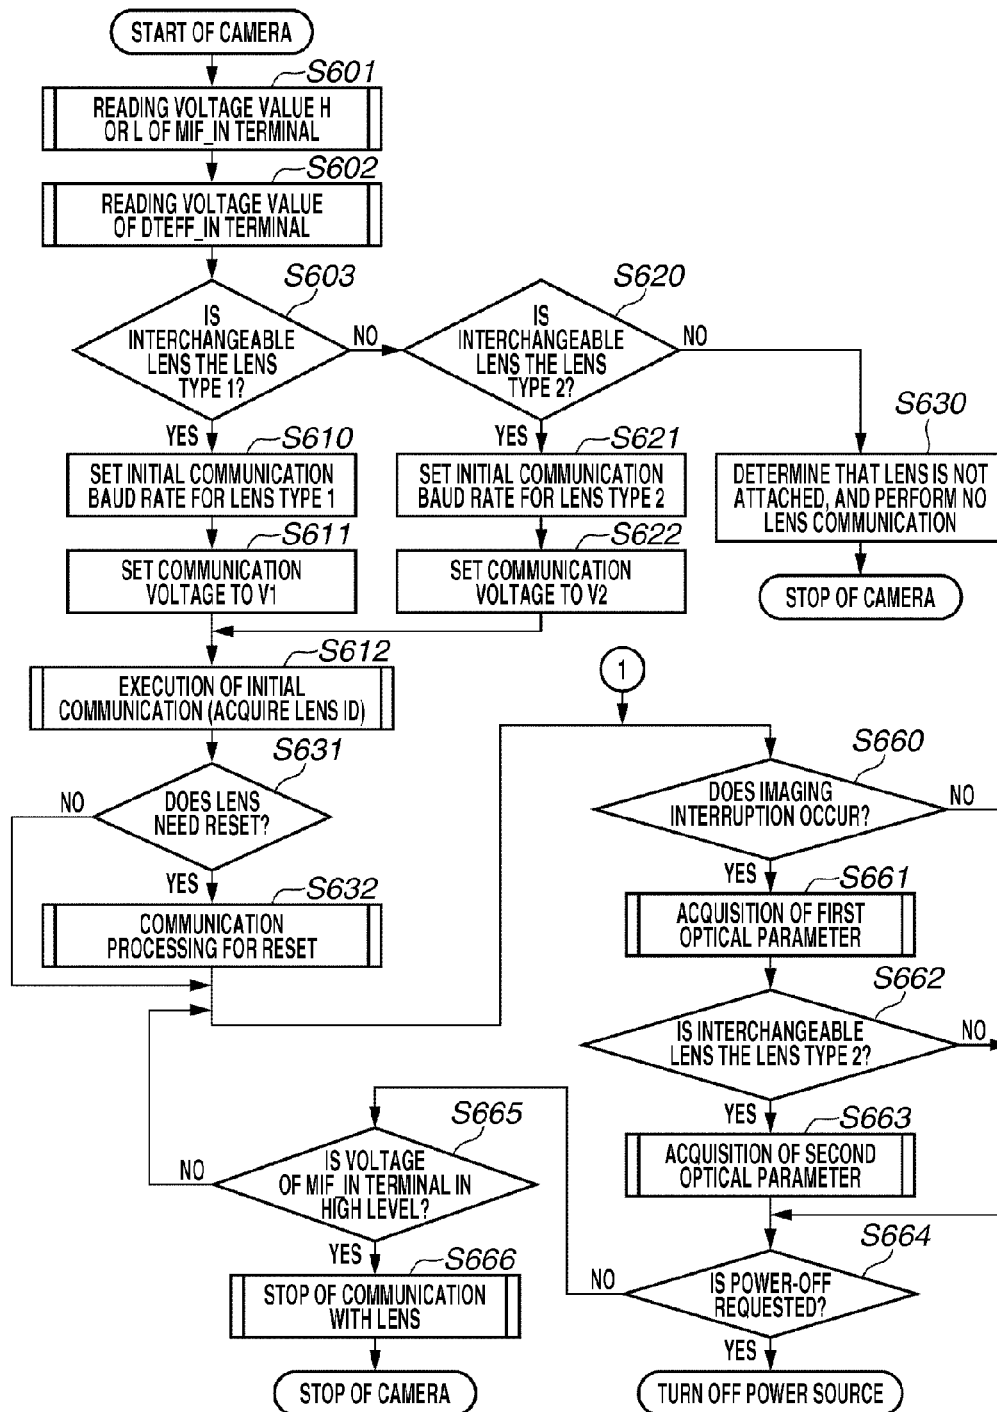 START OF CAMERA
S601
READING VOLTAGE VALUE H
OR L OF MIF_IN TERMINAL
S602
READING VOLTAGE VALUE
OF DTEFF_IN TERMINAL
S603
IS
INTERCHANGEABLE
LENS THE LENS
TYPE 1?
NO
YES
S620
IS
INTERCHANGEABLE
LENS THE LENS
TYPE 2?
NO
YES
S610
SET INITIAL COMMUNICATION
BAUD RATE FOR LENS TYPE 1
S621
SET INITIAL COMMUNICATION
BAUD RATE FOR LENS TYPE 2
S630
DETERMINE THAT LENS IS NOT
ATTACHED, AND PERFORM NO
LENS COMMUNICATION
S611
SET COMMUNICATION
VOLTAGE TO V1
S622
SET COMMUNICATION
VOLTAGE TO V2
STOP OF CAMERA
S612
EXECUTION OF INITIAL
COMMUNICATION (ACQUIRE LENS ID)
1
S631
DOES LENS
NEED RESET?
NO
YES
S632
COMMUNICATION
PROCESSING FOR RESET
S660
DOES IMAGING
INTERRUPTION OCCUR?
NO
YES
S661
ACQUISITION OF FIRST
OPTICAL PARAMETER
S662
IS INTERCHANGEABLE
LENS THE LENS TYPE 2?
NO
YES
S663
ACQUISITION OF SECOND
OPTICAL PARAMETER
S664
IS POWER-OFF
REQUESTED?
NO
YES
TURN OFF POWER SOURCE
S665
IS VOLTAGE
OF MIF_IN TERMINAL IN
HIGH LEVEL?
NO
YES
S666
STOP OF COMMUNICATION
WITH LENS
STOP OF CAMERA